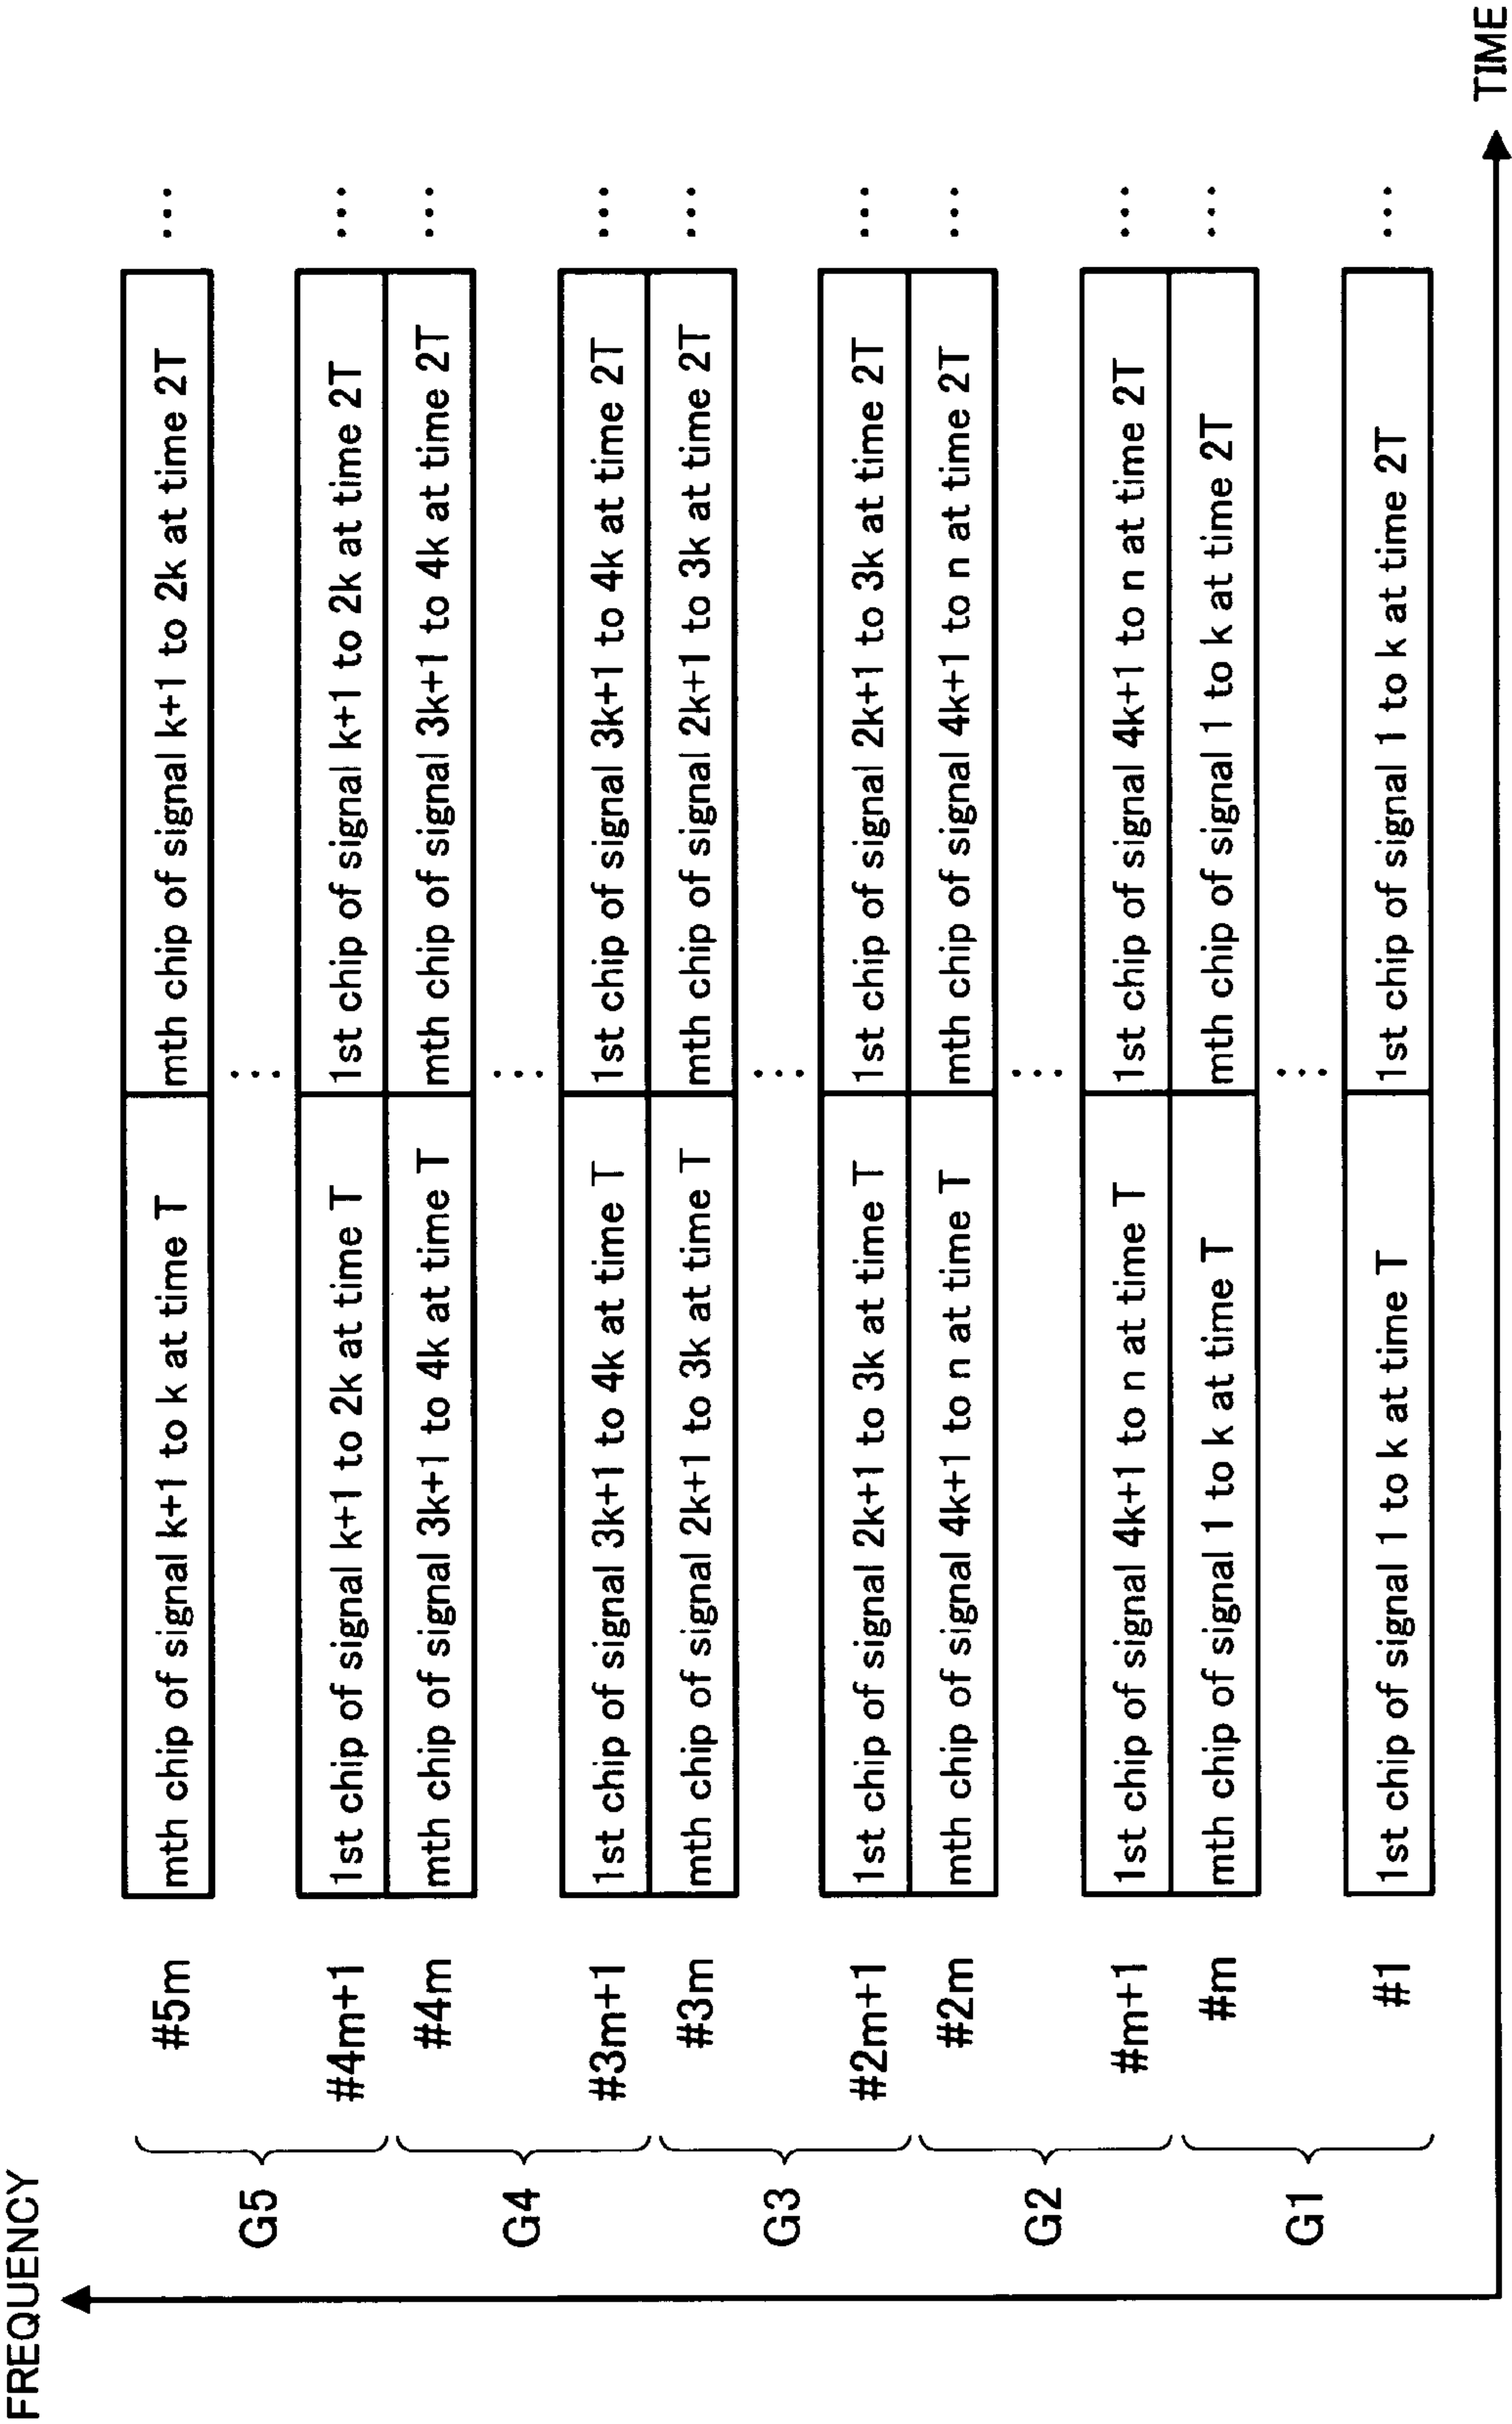 FREQUENCY
G5
#5m
mth chip of signal k+1 to k at time T
mth chip of signal k+1 to 2k at time 2T
...
⋮
#4m+1
1st chip of signal k+1 to 2k at time T
1st chip of signal k+1 to 2k at time 2T
...
G4
#4m
mth chip of signal 3k+1 to 4k at time T
mth chip of signal 3k+1 to 4k at time 2T
...
⋮
#3m+1
1st chip of signal 3k+1 to 4k at time T
1st chip of signal 3k+1 to 4k at time 2T
...
G3
#3m
mth chip of signal 2k+1 to 3k at time T
mth chip of signal 2k+1 to 3k at time 2T
...
⋮
#2m+1
1st chip of signal 2k+1 to 3k at time T
1st chip of signal 2k+1 to 3k at time 2T
...
G2
#2m
mth chip of signal 4k+1 to n at time T
mth chip of signal 4k+1 to n at time 2T
...
⋮
#m+1
1st chip of signal 4k+1 to n at time T
1st chip of signal 4k+1 to n at time 2T
...
G1
#m
mth chip of signal 1 to k at time T
mth chip of signal 1 to k at time 2T
...
⋮
#1
1st chip of signal 1 to k at time T
1st chip of signal 1 to k at time 2T
...
TIME